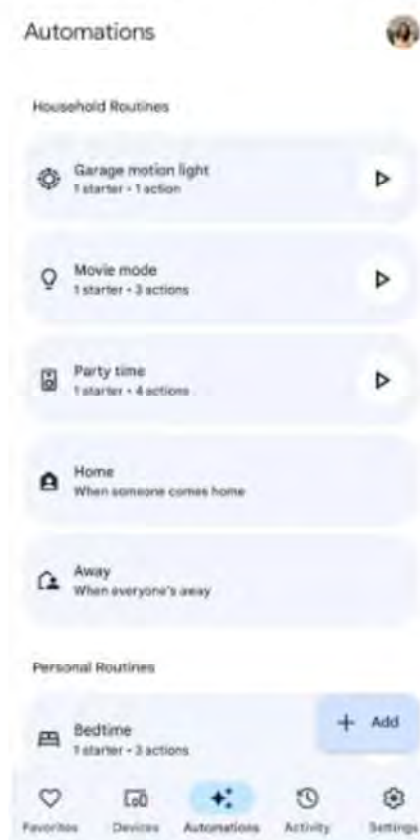 Automations
Household Routines
Garage motion light
1 starter • 1 action
Movie mode
1 starter • 3 actions
Party time
1 starter • 4 actions
Home
When someone comes home
Away
When everyone's away
Personal Routines
Bedtime
1 starter • 3 actions
+ Add
Favorites Devices Automations Activity Settings